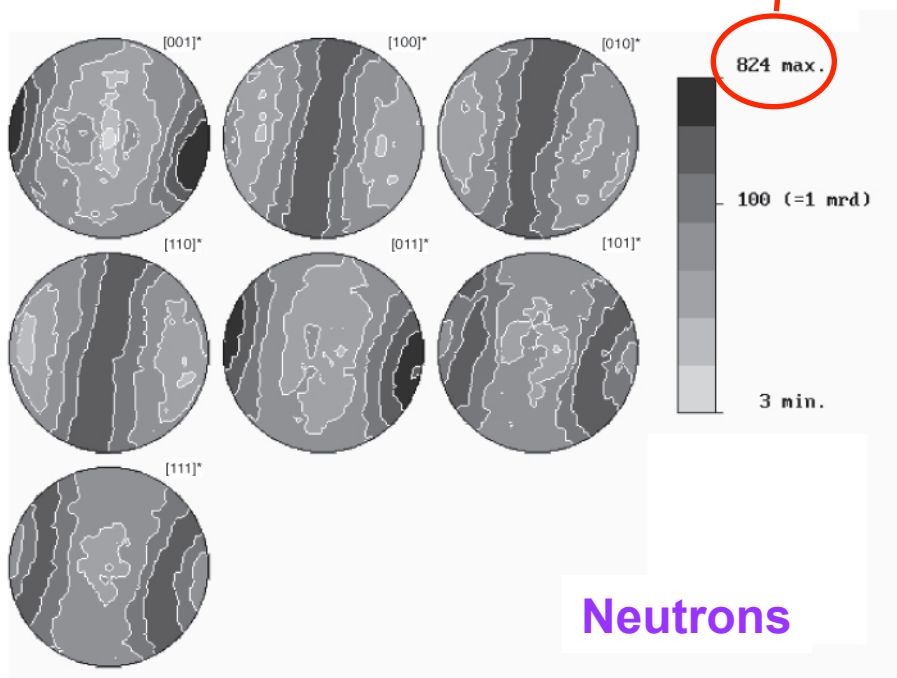 [001]*
[100]*
[010]*
824 max.
100 (=1 mrd)
[110]*
[011]*
[101]*
3 min.
[111]*
Neutrons